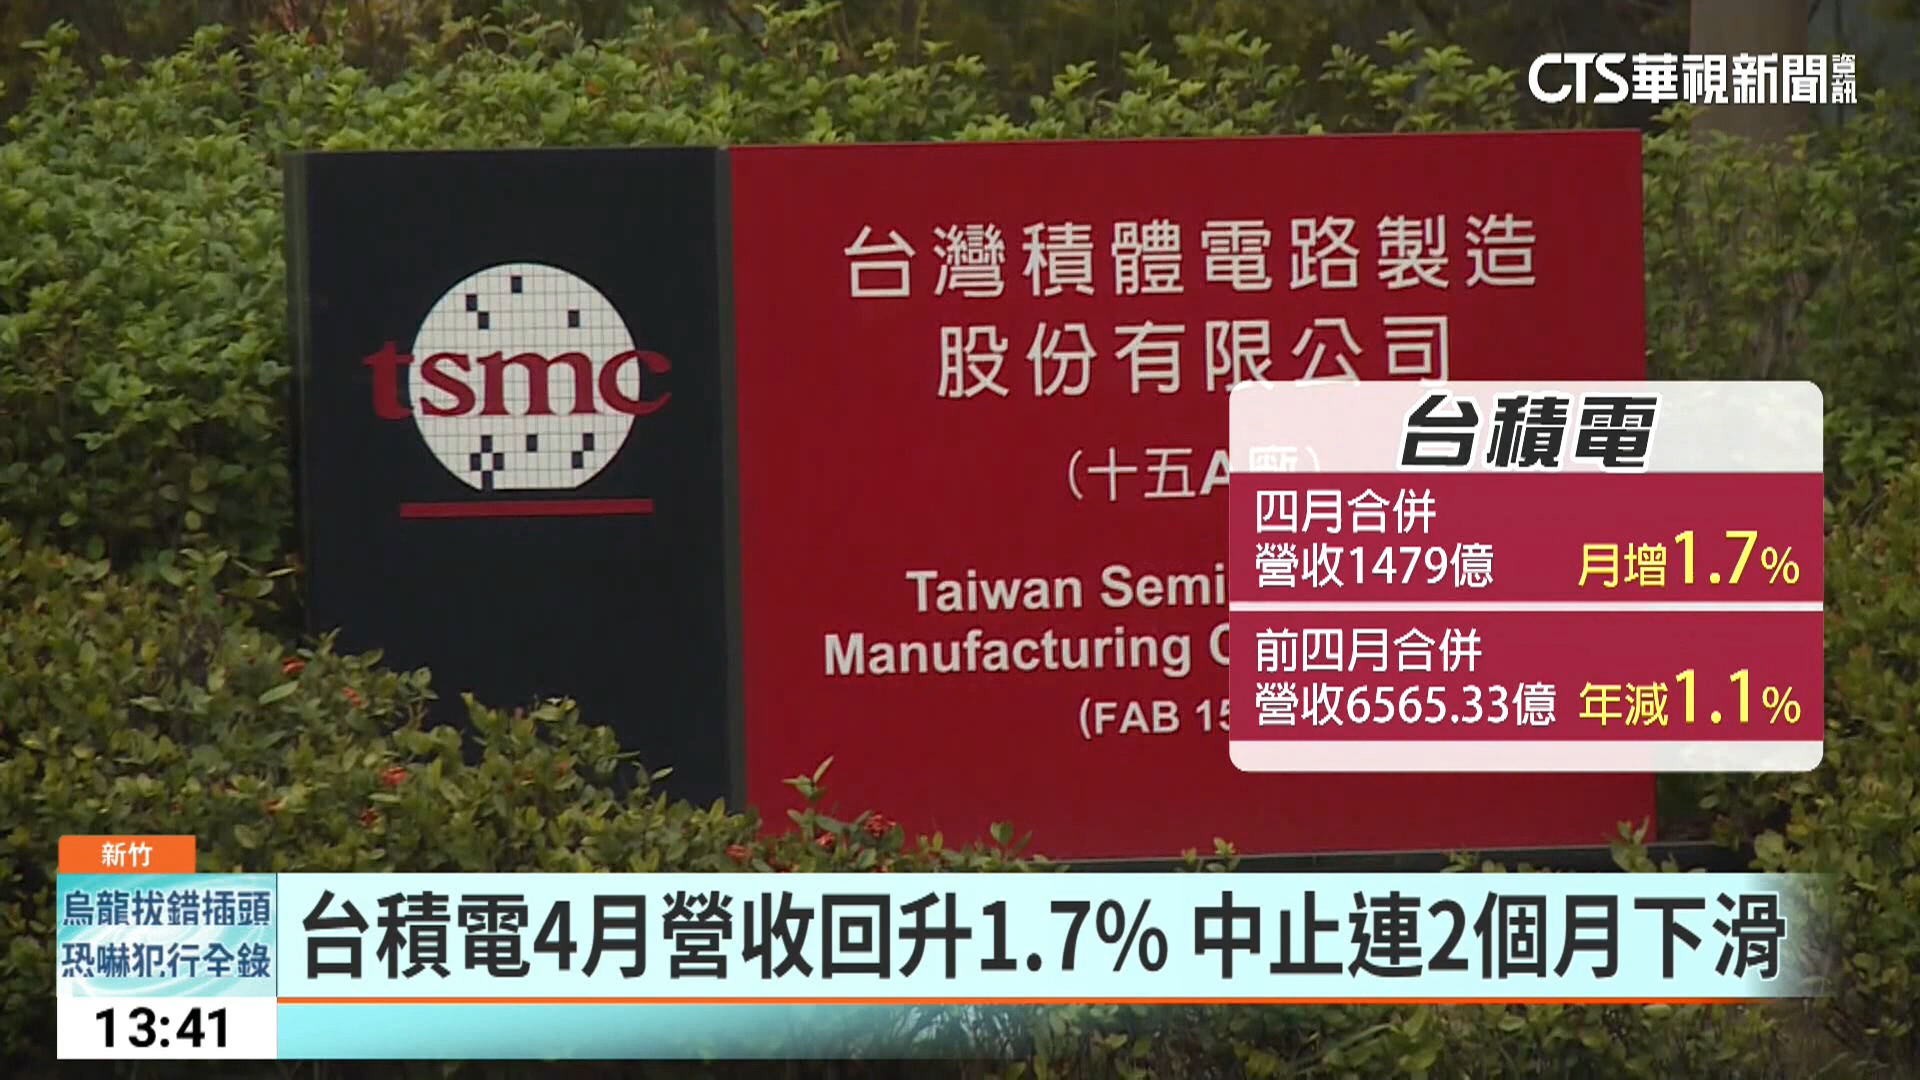 CTS華視新聞資訊
tsmc
台灣積體電路製造
股份有限公司
(十五A廠)
Taiwan Semi
Manufacturing C
(FAB 15
台積電
四月合併
營收1479億 月增1.7%
前四月合併
營收6565.33億 年減1.1%
新竹
烏龍拔錯插頭
恐嚇犯行全錄
台積電4月營收回升1.7% 中止連2個月下滑
13:41